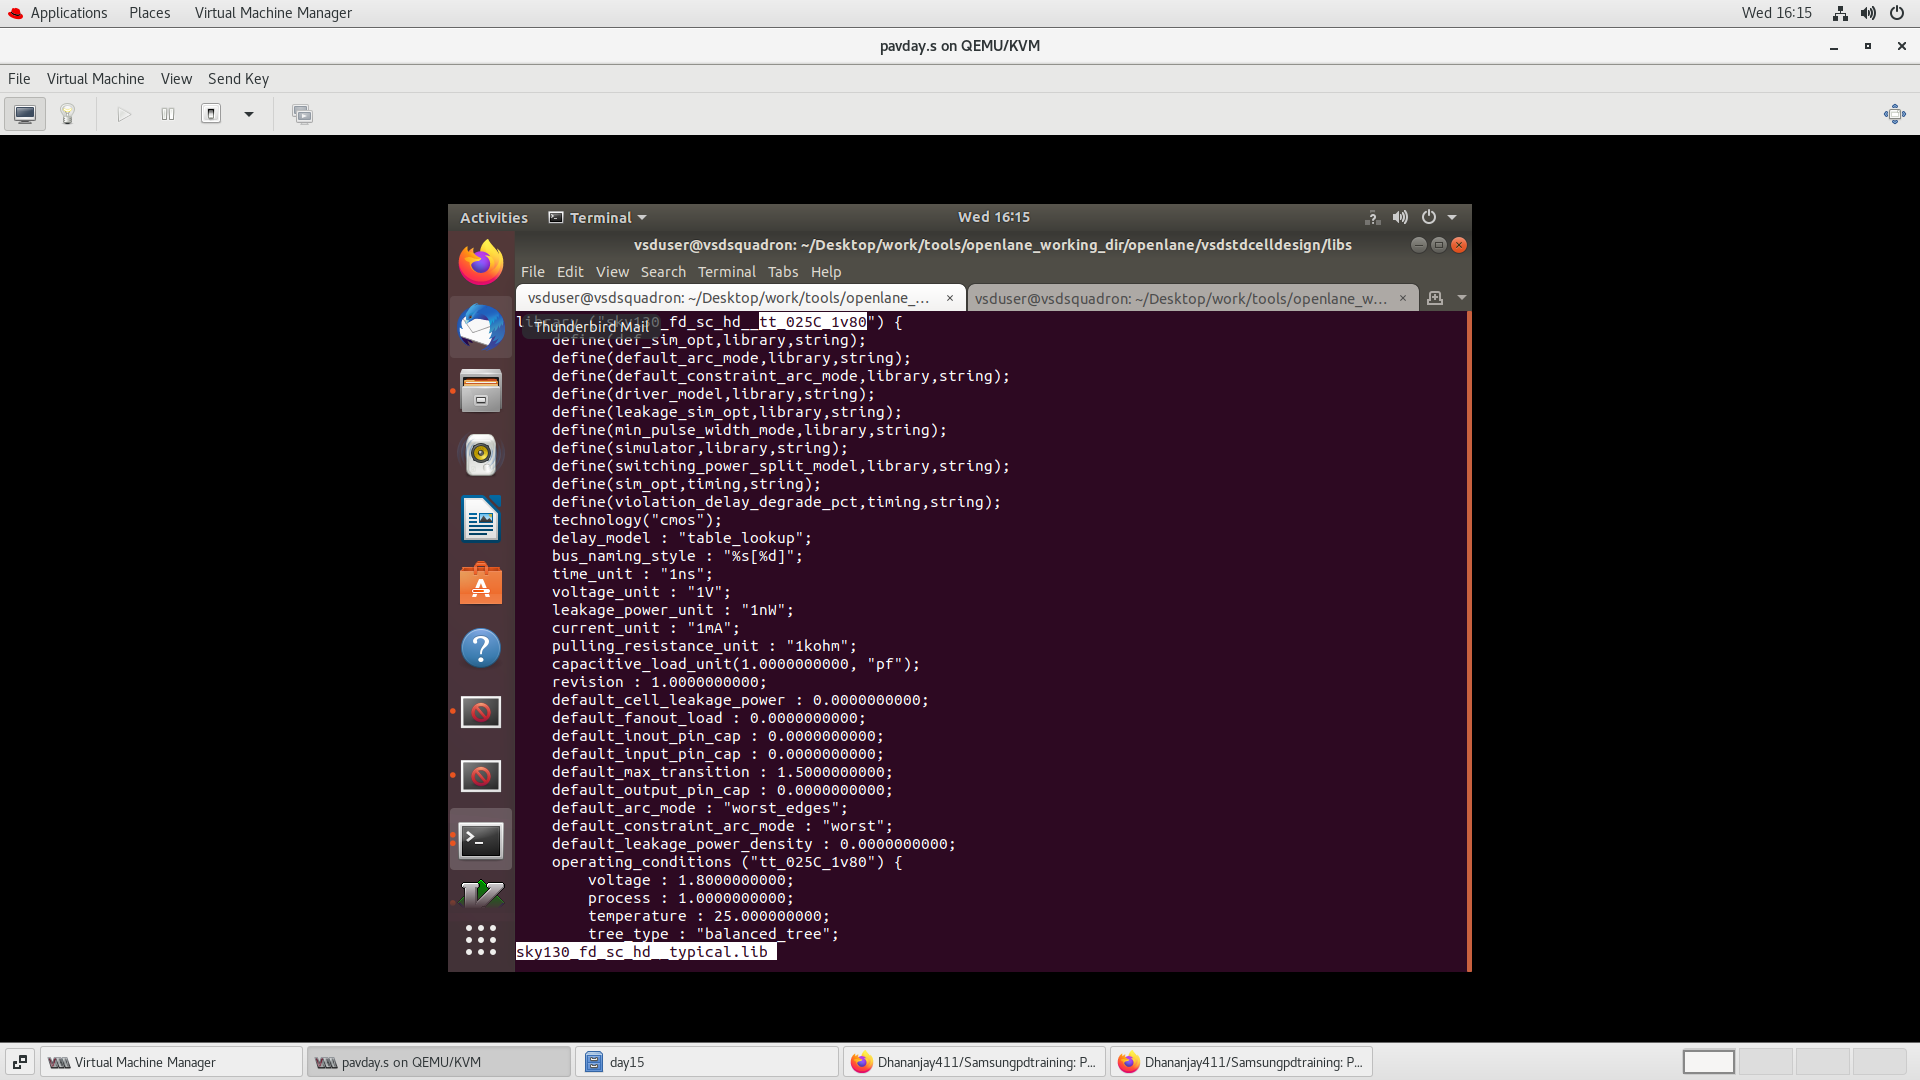 Applications Places Virtual Machine Manager Wed 16:15
pavday.s on QEMU/KVM
File Virtual Machine View Send Key
Activities Terminal Wed 16:15
vsduser@vsdsquadron: ~/Desktop/work/tools/openlane_working_dir/openlane/vsdstdcelldesign/libs
File Edit View Search Terminal Tabs Help
vsduser@vsdsquadron: ~/Desktop/work/tools/openlane_... × vsduser@vsdsquadron: ~/Desktop/work/tools/openlane_w... ×
library ("sky130_fd_sc_hd__tt_025C_1v80") {
Thunderbird Mail
define(def_sim_opt,library,string);
define(default_arc_mode,library,string);
define(default_constraint_arc_mode,library,string);
define(driver_model,library,string);
define(leakage_sim_opt,library,string);
define(min_pulse_width_mode,library,string);
define(simulator,library,string);
define(switching_power_split_model,library,string);
define(sim_opt,timing,string);
define(violation_delay_degrade_pct,timing,string);
technology("cmos");
delay_model : "table_lookup";
bus_naming_style : "%s[%d]";
time_unit : "1ns";
voltage_unit : "1V";
leakage_power_unit : "1nW";
current_unit : "1mA";
pulling_resistance_unit : "1kohm";
capacitive_load_unit(1.0000000000, "pf");
revision : 1.0000000000;
default_cell_leakage_power : 0.0000000000;
default_fanout_load : 0.0000000000;
default_inout_pin_cap : 0.0000000000;
default_input_pin_cap : 0.0000000000;
default_max_transition : 1.5000000000;
default_output_pin_cap : 0.0000000000;
default_arc_mode : "worst_edges";
default_constraint_arc_mode : "worst";
default_leakage_power_density : 0.0000000000;
operating_conditions ("tt_025C_1v80") {
voltage : 1.8000000000;
process : 1.0000000000;
temperature : 25.000000000;
tree_type : "balanced_tree";
sky130_fd_sc_hd__typical.lib
Virtual Machine Manager pavday.s on QEMU/KVM day15 Dhananjay411/Samsungpdtraining: P... Dhananjay411/Samsungpdtraining: P...